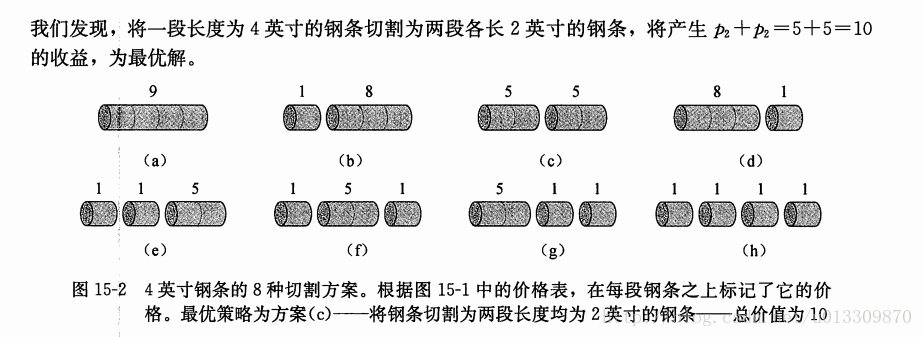 我们发现，将一段长度为 4 英寸的钢条切割为两段各长 2 英寸的钢条，将产生 p₂＋p₂＝5＋5＝10
的收益，为最优解。
9 1 8 5 5 8 1
(a) (b) (c) (d)
1 1 5 1 5 1 5 1 1 1 1 1 1
(e) (f) (g) (h)
图 15-2 4 英寸钢条的 8 种切割方案。根据图 15-1 中的价格表，在每段钢条之上标记了它的价
格。最优策略为方案(c)——将钢条切割为两段长度均为 2 英寸的钢条——总价值为 10